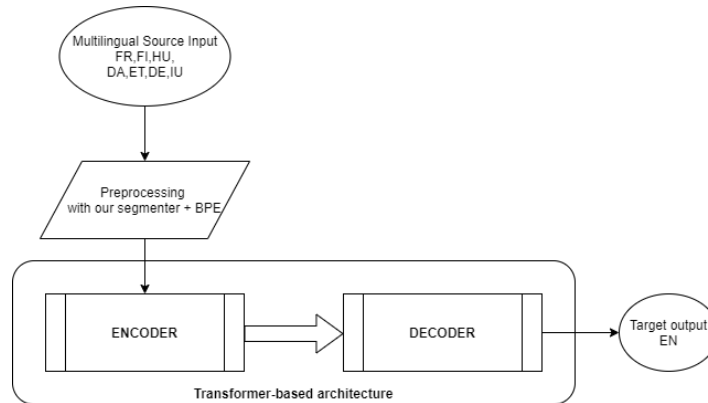 Multilingual Source Input
FR,FI,HU,
DA,ET,DE,IU
Preprocessing
with our segmenter + BPE
ENCODER
DECODER
Target output
EN
Transformer-based architecture